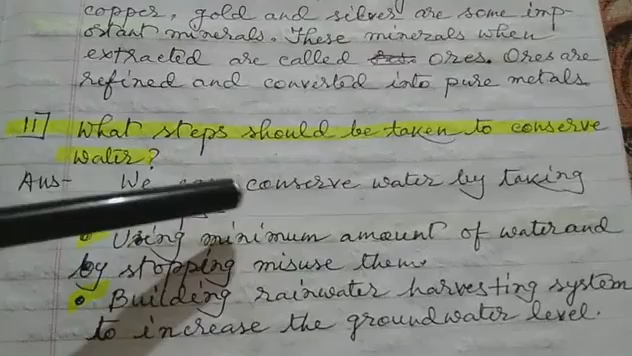 copper, gold and silver are some imp-
ostant minerals. These minerals when
extracted are called ores. Ores are
refined and converted into pure metals.
11] What steps should be taken to conserve
water?
Ans- We can conserve water by taking
• Using minimum amount of water and
by stopping misuse them.
• Building rainwater harvesting system
to increase the groundwater level.